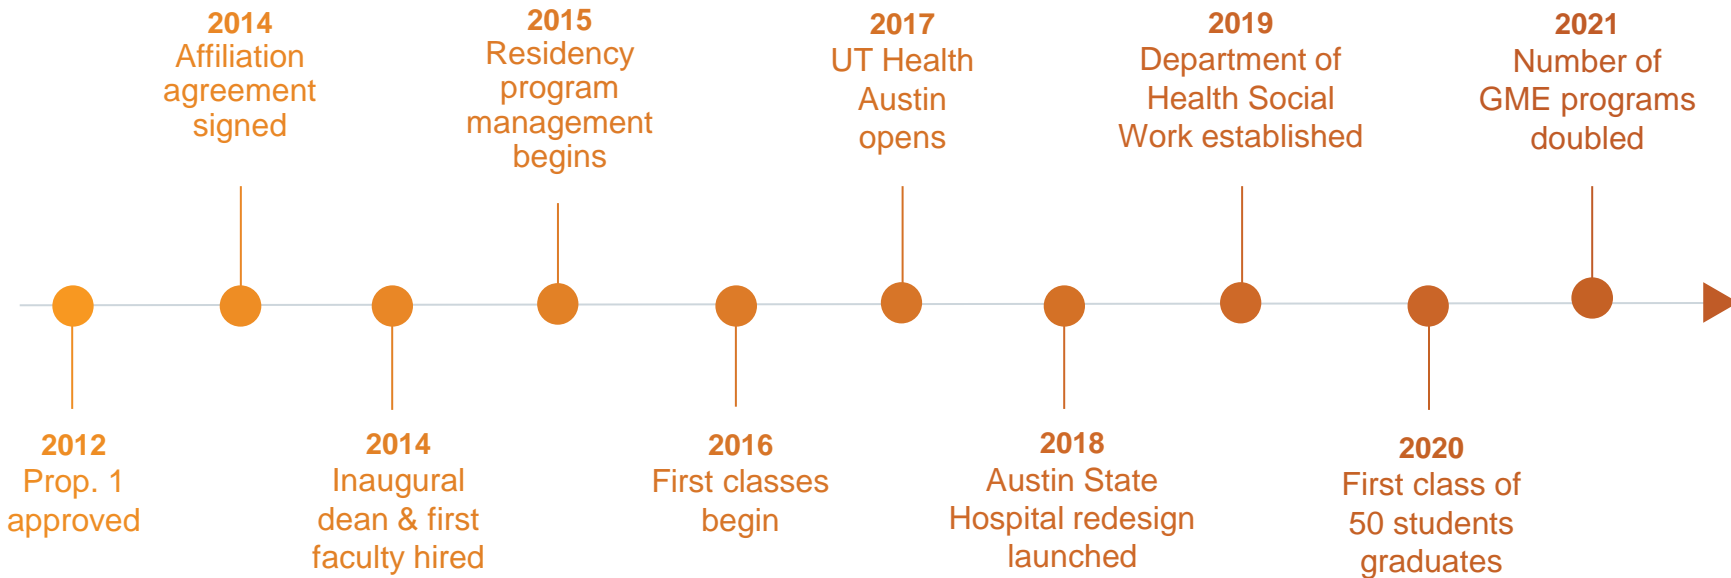 2014
Affiliation
agreement
signed
2015
Residency
program
management
begins
2017
UT Health
Austin
opens
2019
Department of
Health Social
Work established
2021
Number of
GME programs
doubled
2012
Prop. 1
approved
2014
Inaugural
dean & first
faculty hired
2016
First classes
begin
2018
Austin State
Hospital redesign
launched
2020
First class of
50 students
graduates